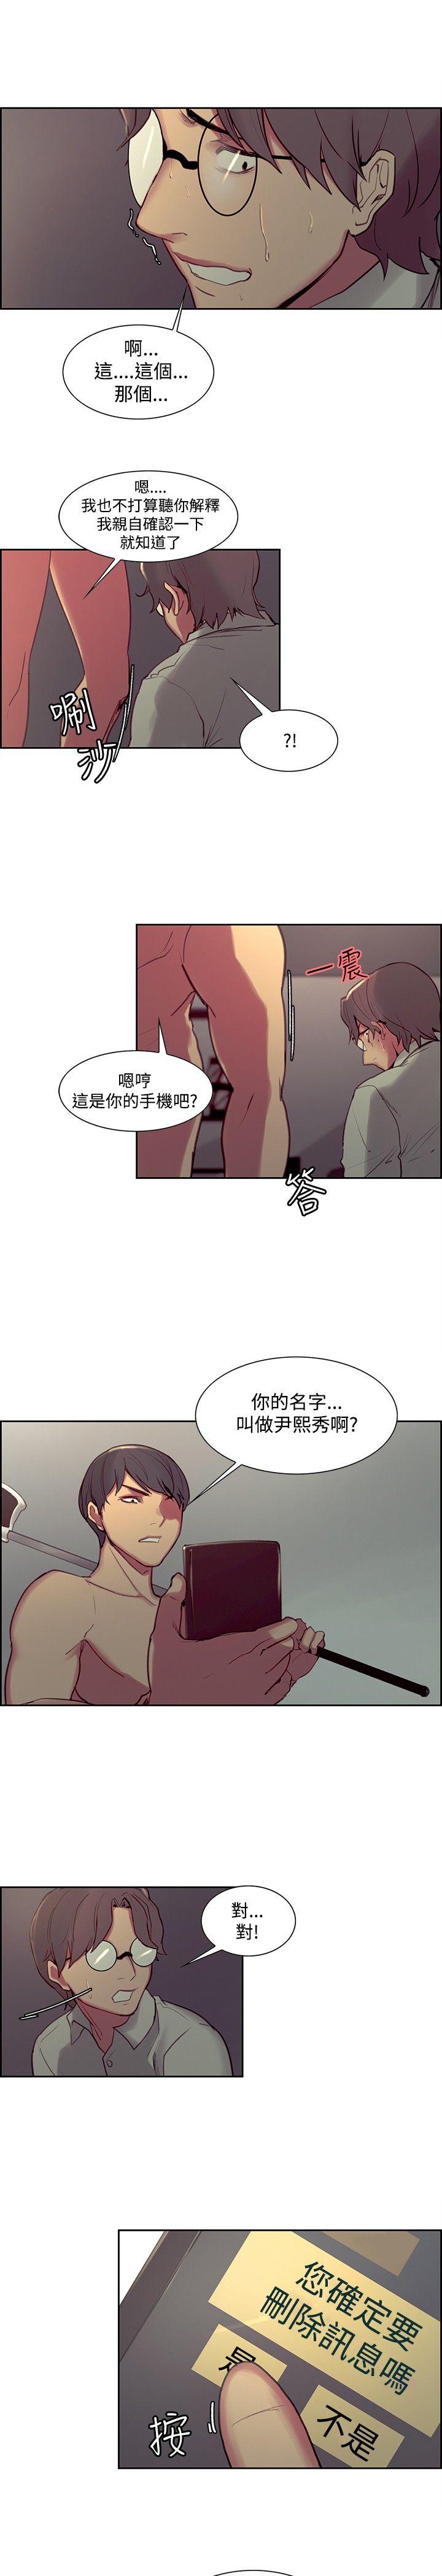 啊...
這....這個...
那個...
嗯....
我也不打算聽你解釋
我親自確認一下
就知道了
唰
沙
?!
一震
嗯哼
這是你的手機吧?
答
你的名字...
叫做尹熙秀啊?
對...
對!
您確定要
刪除訊息嗎
是
不是
按